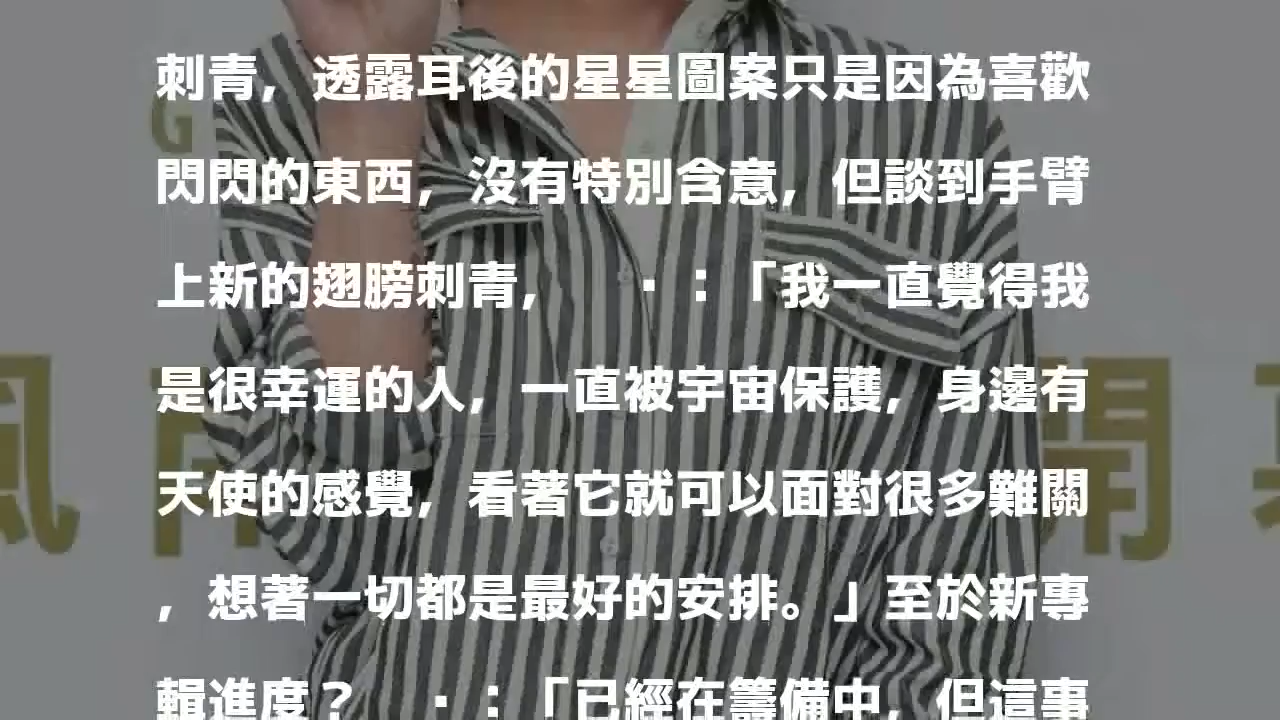 刺青，透露耳後的星星圖案只是因為喜歡
閃閃的東西，沒有特別含意，但談到手臂
上新的翅膀刺青，　·：「我一直覺得我
是很幸運的人，一直被宇宙保護，身邊有
天使的感覺，看著它就可以面對很多難關
，想著一切都是最好的安排。」至於新專
輯進度？　·：「已經在籌備中，但這事
G
風
開